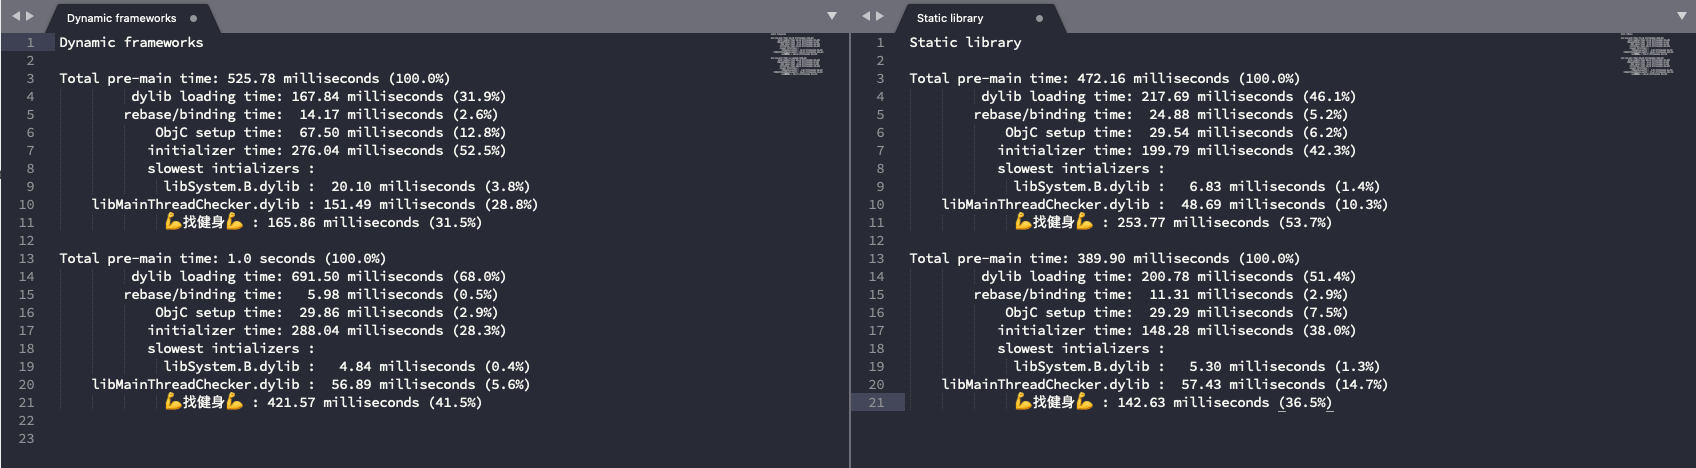 Dynamic frameworks
1 Dynamic frameworks
2
3 Total pre-main time: 525.78 milliseconds (100.0%)
4 dylib loading time: 167.84 milliseconds (31.9%)
5 rebase/binding time: 14.17 milliseconds (2.6%)
6 ObjC setup time: 67.50 milliseconds (12.8%)
7 initializer time: 276.04 milliseconds (52.5%)
8 slowest intializers :
9 libSystem.B.dylib : 20.10 milliseconds (3.8%)
10 libMainThreadChecker.dylib : 151.49 milliseconds (28.8%)
11 💪找健身💪 : 165.86 milliseconds (31.5%)
12
13 Total pre-main time: 1.0 seconds (100.0%)
14 dylib loading time: 691.50 milliseconds (68.0%)
15 rebase/binding time: 5.98 milliseconds (0.5%)
16 ObjC setup time: 29.86 milliseconds (2.9%)
17 initializer time: 288.04 milliseconds (28.3%)
18 slowest intializers :
19 libSystem.B.dylib : 4.84 milliseconds (0.4%)
20 libMainThreadChecker.dylib : 56.89 milliseconds (5.6%)
21 💪找健身💪 : 421.57 milliseconds (41.5%)
22
23
Static library
1 Static library
2
3 Total pre-main time: 472.16 milliseconds (100.0%)
4 dylib loading time: 217.69 milliseconds (46.1%)
5 rebase/binding time: 24.88 milliseconds (5.2%)
6 ObjC setup time: 29.54 milliseconds (6.2%)
7 initializer time: 199.79 milliseconds (42.3%)
8 slowest intializers :
9 libSystem.B.dylib : 6.83 milliseconds (1.4%)
10 libMainThreadChecker.dylib : 48.69 milliseconds (10.3%)
11 💪找健身💪 : 253.77 milliseconds (53.7%)
12
13 Total pre-main time: 389.90 milliseconds (100.0%)
14 dylib loading time: 200.78 milliseconds (51.4%)
15 rebase/binding time: 11.31 milliseconds (2.9%)
16 ObjC setup time: 29.29 milliseconds (7.5%)
17 initializer time: 148.28 milliseconds (38.0%)
18 slowest intializers :
19 libSystem.B.dylib : 5.30 milliseconds (1.3%)
20 libMainThreadChecker.dylib : 57.43 milliseconds (14.7%)
21 💪找健身💪 : 142.63 milliseconds (36.5%)